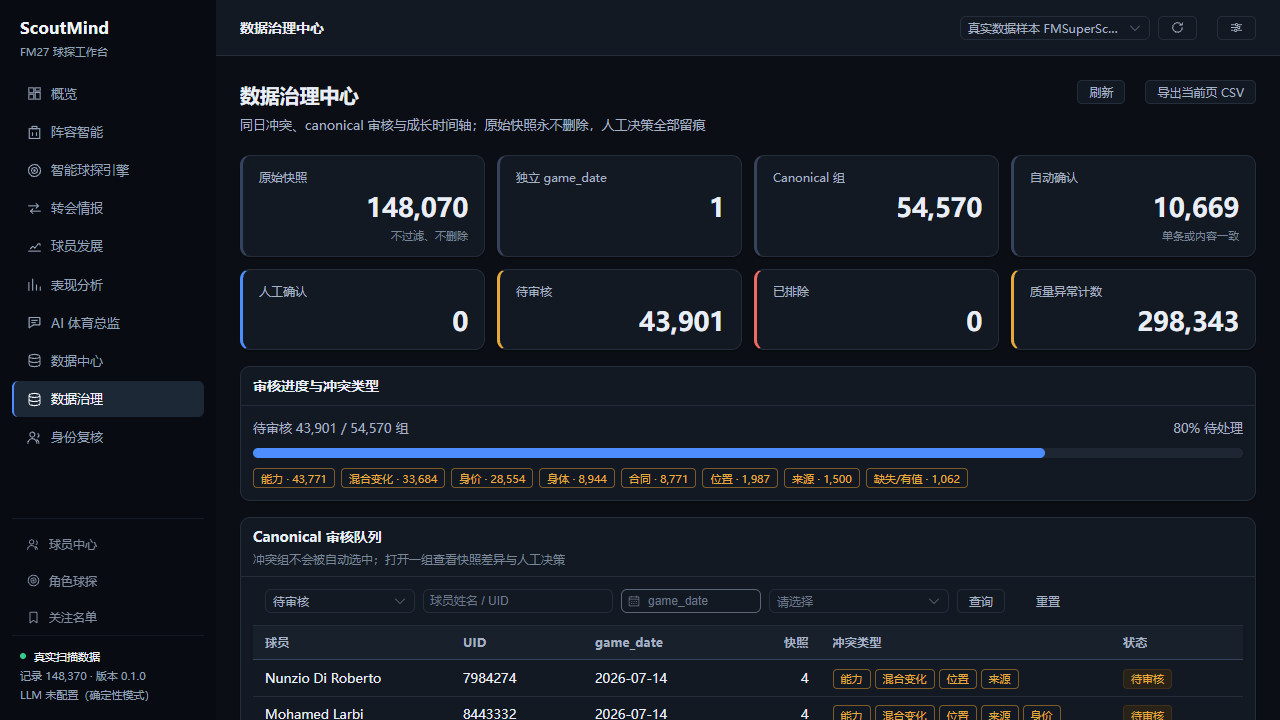 ScoutMind
FM27 球探工作台
概览
阵容智能
智能球探引擎
转会情报
球员发展
表现分析
AI 体育总监
数据中心
数据治理
身份复核
球员中心
角色球探
关注名单
真实扫描数据
记录 148,370 · 版本 0.1.0
LLM 未配置（确定性模式）
数据治理中心
真实数据样本 FMSuperSc...
数据治理中心
刷新
导出当前页 CSV
同日冲突、canonical 审核与成长时间轴；原始快照永不删除，人工决策全部留痕
原始快照
148,070
不过滤、不删除
独立 game_date
1
Canonical 组
54,570
自动确认
10,669
单条或内容一致
人工确认
0
待审核
43,901
已排除
0
质量异常计数
298,343
审核进度与冲突类型
待审核 43,901 / 54,570 组
80% 待处理
能力 · 43,771 混合变化 · 33,684 身价 · 28,554 身体 · 8,944 合同 · 8,771 位置 · 1,987 来源 · 1,500 缺失/有值 · 1,062
Canonical 审核队列
冲突组不会被自动选中；打开一组查看快照差异与人工决策
待审核 球员姓名 / UID game_date 请选择 查询 重置
球员 UID game_date 快照 冲突类型 状态
Nunzio Di Roberto 7984274 2026-07-14 4 能力 混合变化 位置 来源 待审核
Mohamed Larbi 8443332 2026-07-14 4 能力 混合变化 位置 来源 身价 待审核